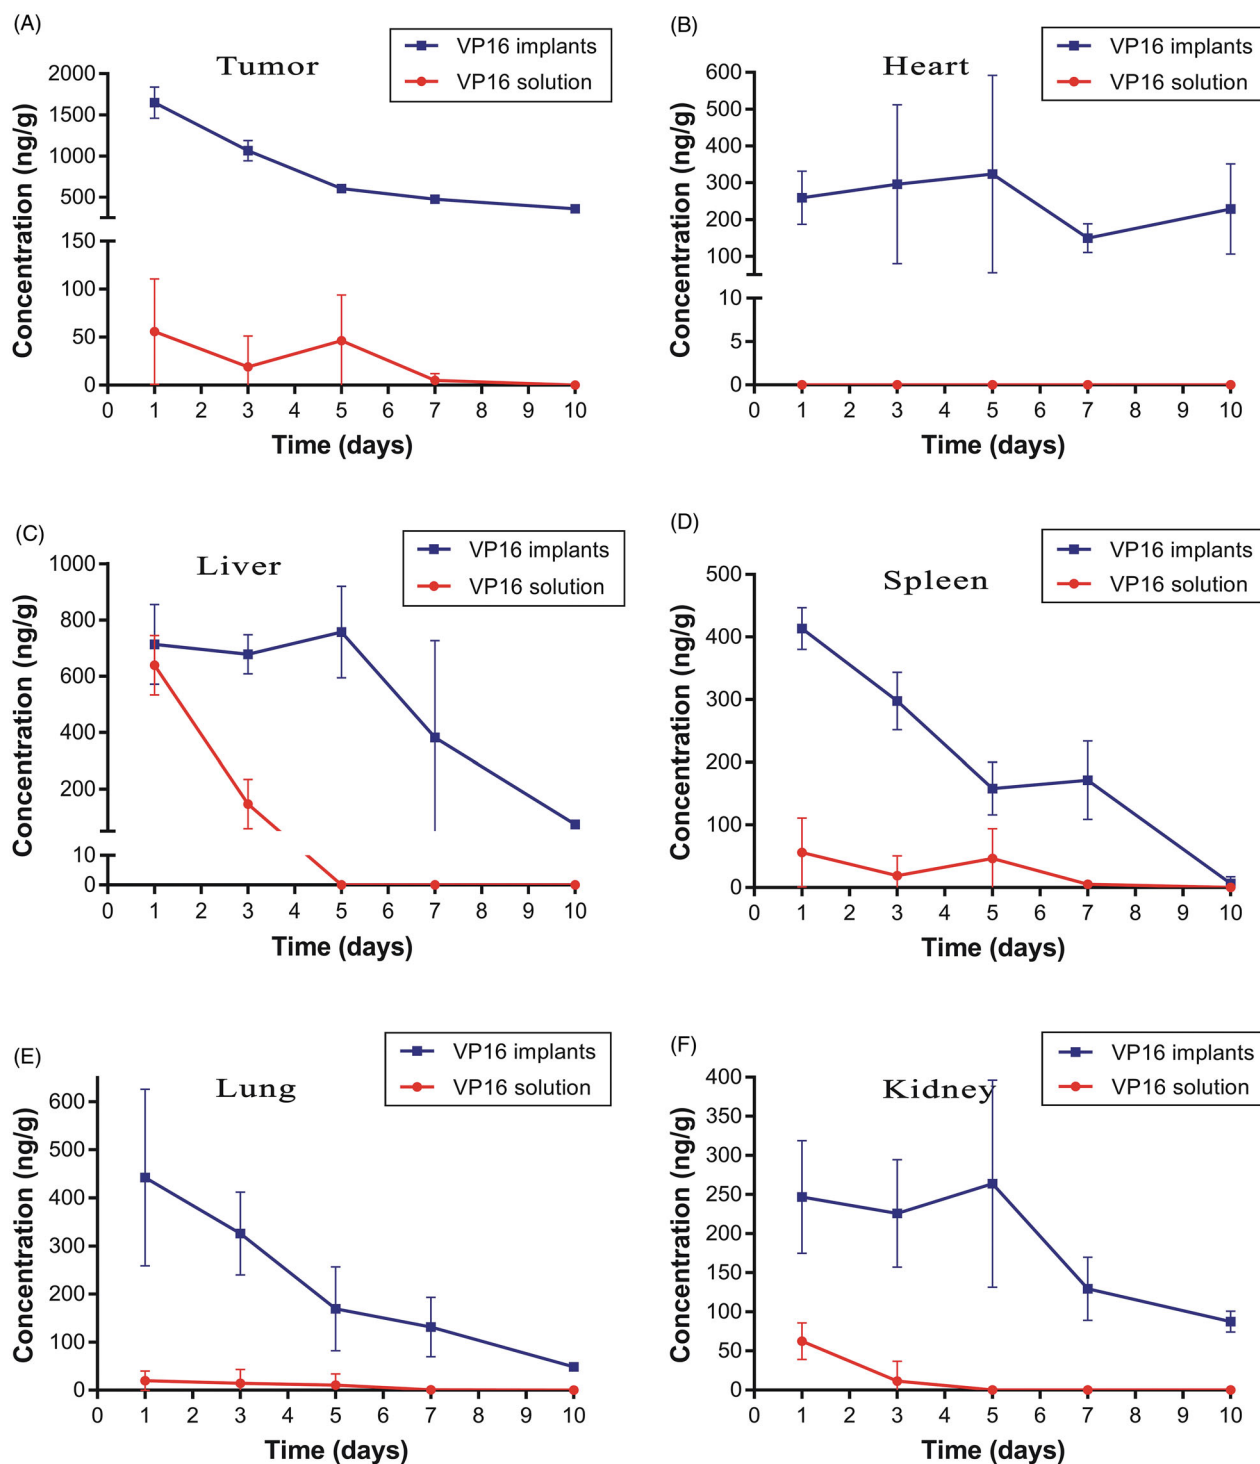 (A)
Tumor
VP16 implants
VP16 solution
Concentration (ng/g)
2000
1500
1000
500
150
100
50
0
0 1 2 3 4 5 6 7 8 9 10
Time (days)
(B)
Heart
VP16 implants
VP16 solution
Concentration (ng/g)
600
500
400
300
200
100
10
5
0
0 1 2 3 4 5 6 7 8 9 10
Time (days)
(C)
Liver
VP16 implants
VP16 solution
Concentration (ng/g)
1000
800
600
400
200
10
0
0 1 2 3 4 5 6 7 8 9 10
Time (days)
(D)
Spleen
VP16 implants
VP16 solution
Concentration (ng/g)
500
400
300
200
100
0
0 1 2 3 4 5 6 7 8 9 10
Time (days)
(E)
Lung
VP16 implants
VP16 solution
Concentration (ng/g)
600
500
400
300
200
100
0
0 1 2 3 4 5 6 7 8 9 10
Time (days)
(F)
Kidney
VP16 implants
VP16 solution
Concentration (ng/g)
400
350
300
250
200
150
100
50
0
0 1 2 3 4 5 6 7 8 9 10
Time (days)